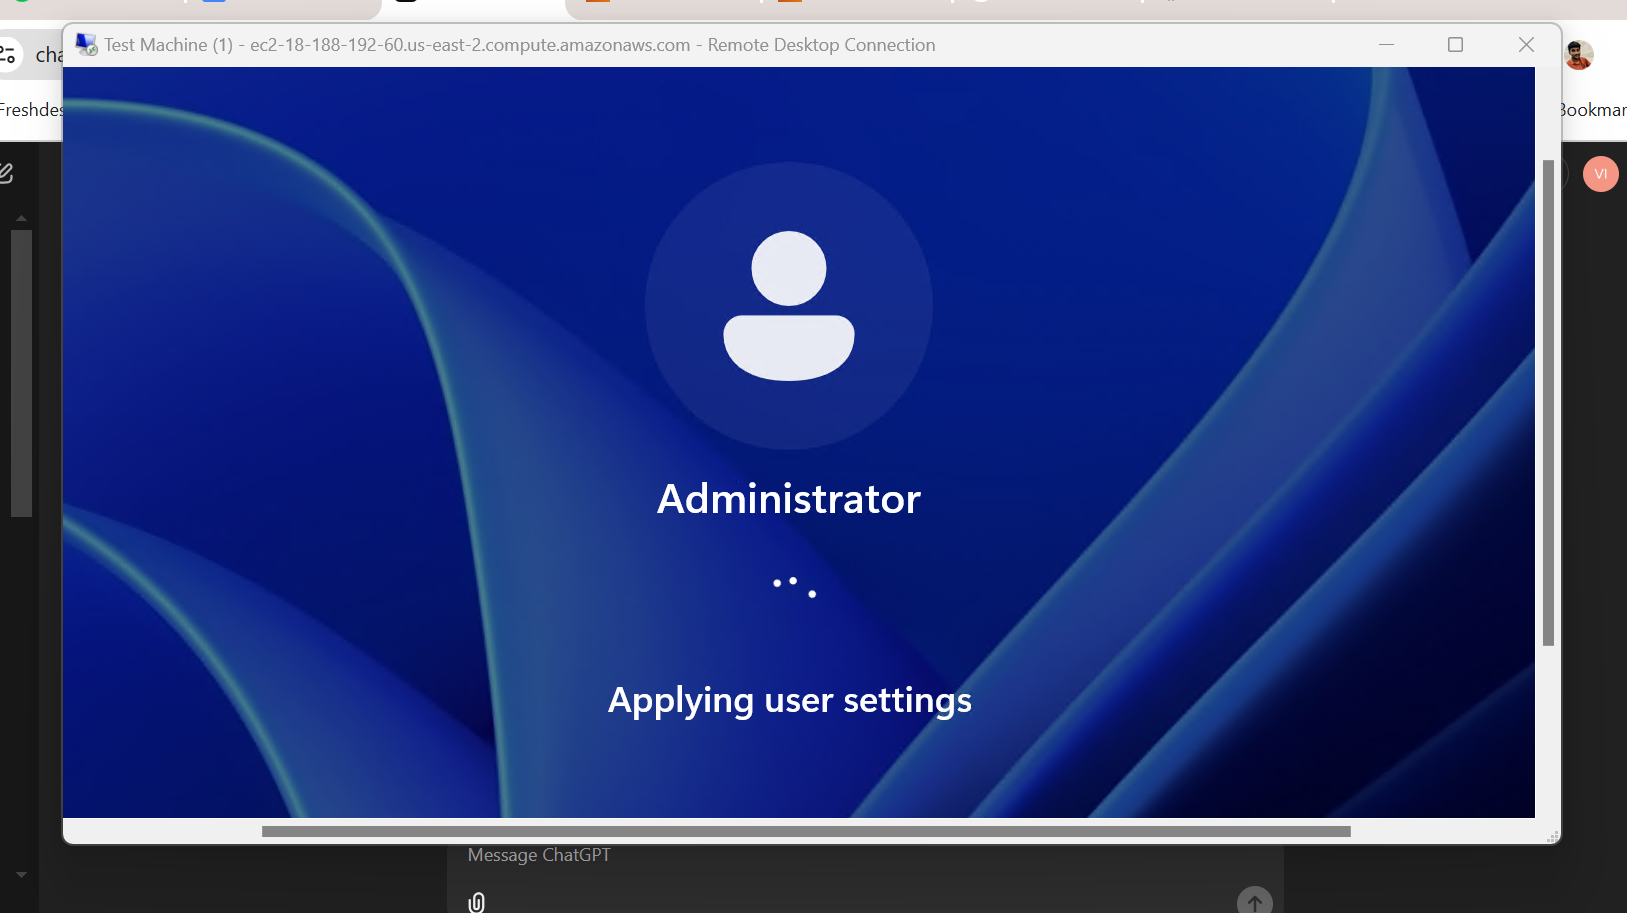 Test Machine (1) - ec2-18-188-192-60.us-east-2.compute.amazonaws.com - Remote Desktop Connection
cha
Freshdes
Bookmar
VI
Administrator
Applying user settings
Message ChatGPT